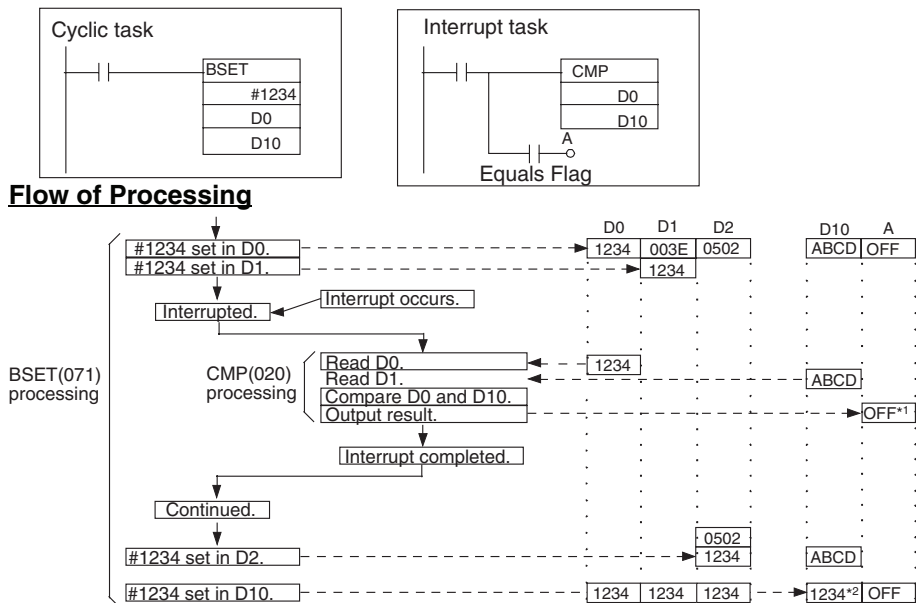 Cyclic task
BSET
#1234
D0
D10
Interrupt task
CMP
D0
D10
A
Equals Flag
Flow of Processing
D0 D1 D2 D10 A
#1234 set in D0. 1234 003E 0502 ABCD OFF
#1234 set in D1. 1234
Interrupted. Interrupt occurs.
BSET(071)
processing
CMP(020)
processing
Read D0. 1234
Read D1. ABCD
Compare D0 and D10.
Output result. OFF*1
Interrupt completed.
Continued.
0502
#1234 set in D2. 1234 ABCD
#1234 set in D10. 1234 1234 1234 1234*2 OFF